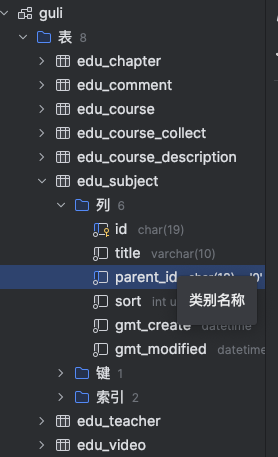 guli
表 8
edu_chapter
edu_comment
edu_course
edu_course_collect
edu_course_description
edu_subject
列 6
id char(19)
title varchar(10)
parent_id
类别名称
sort int
gmt_create datetime
gmt_modified datetime
键 1
索引 2
edu_teacher
edu_video